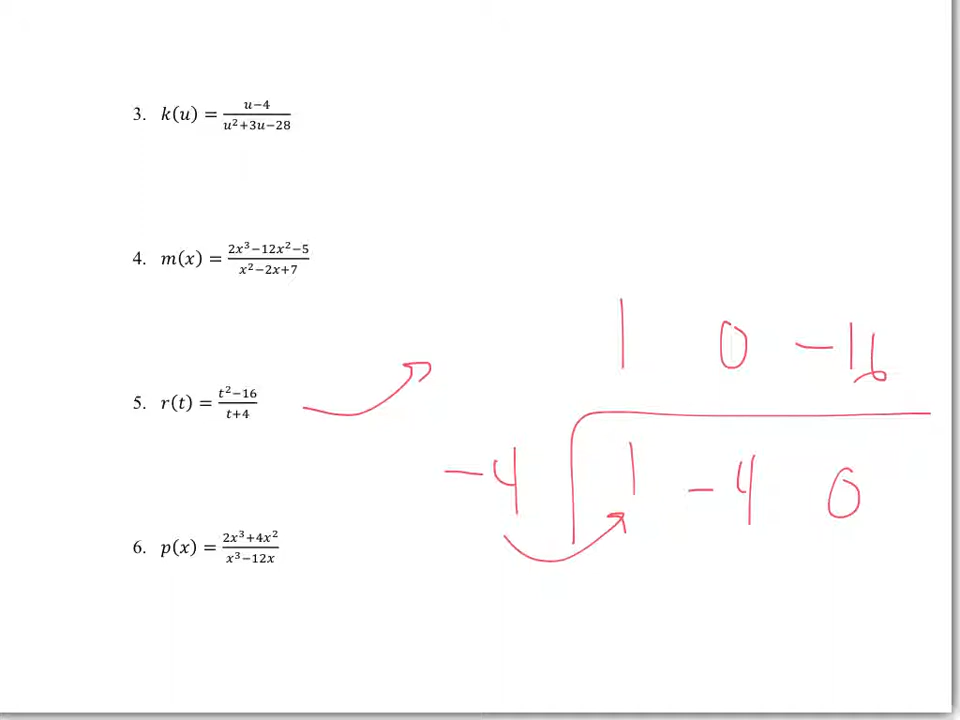 3. k(u) = u−4 / u²+3u−28
4. m(x) = 2x³−12x²−5 / x²−2x+7
1 0 −16
5. r(t) = t²−16 / t+4
−4 1 −4 0
6. p(x) = 2x³+4x² / x³−12x